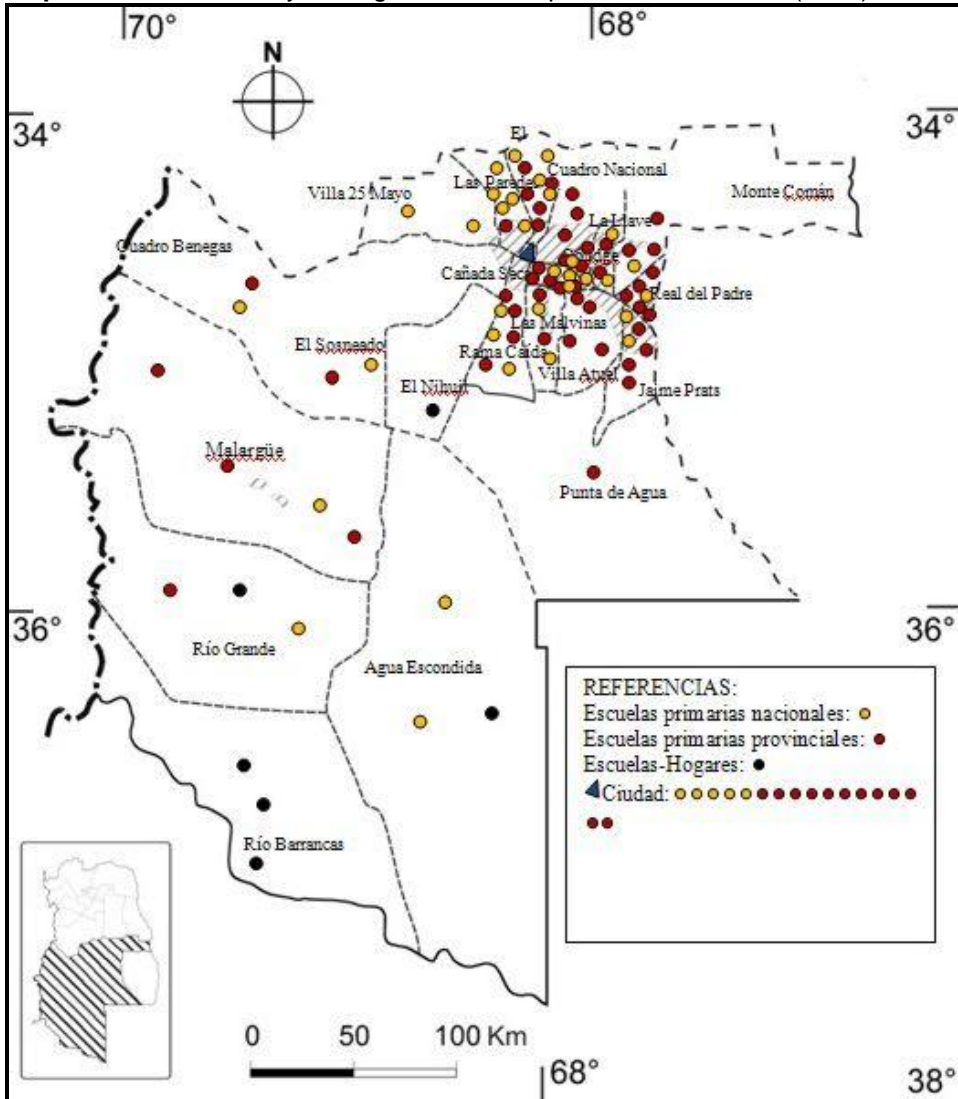 70°
68°
N
34°
34°
El
Cuadro Nacional
Las Paredes
Villa 25 Mayo
Monte Comán
La Llave
Cuadro Benegas
Cañada Seca
Real del Padre
Las Malvinas
El Sosneado
Rama Caída
Villa Atuel
El Nihuil
Jaime Prats
Malargüe
Punta de Agua
36°
36°
Río Grande
Agua Escondida
REFERENCIAS:
Escuelas primarias nacionales:
Escuelas primarias provinciales:
Escuelas-Hogares:
Ciudad:
Río Barrancas
0 50 100 Km
68°
38°